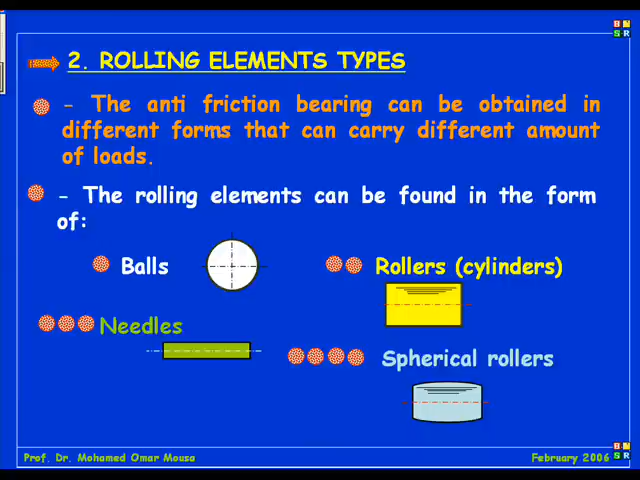 2. ROLLING ELEMENTS TYPES
- The anti friction bearing can be obtained in
different forms that can carry different amount
of loads.
- The rolling elements can be found in the form
of:
Balls
Rollers (cylinders)
Needles
Spherical rollers
Prof. Dr. Mohamed Omar Mousa
February 2006